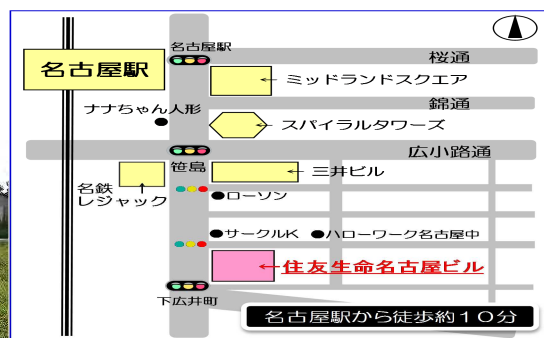 名古屋駅
桜通
名古屋駅
ミッドランドスクエア
錦通
ナナちゃん人形
スパイラルタワーズ
広小路通
笹島
三井ビル
名鉄
レジャック
ローソン
サークルK
ハローワーク名古屋中
住友生命名古屋ビル
下広井町
名古屋駅から徒歩約10分